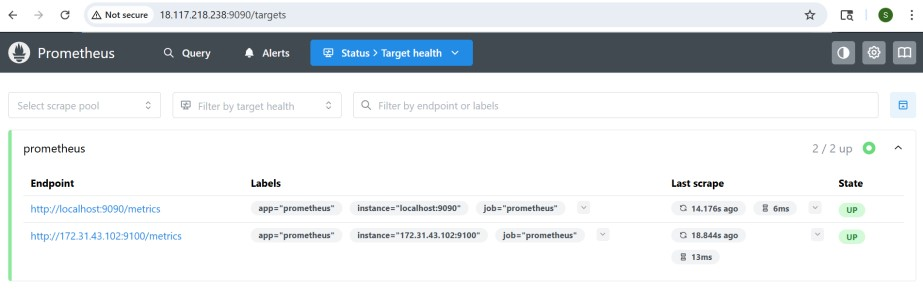 Not secure 18.117.218.238:9090/targets S
Prometheus Query Alerts Status > Target health
Select scrape pool Filter by target health Filter by endpoint or labels
prometheus 2 / 2 up
Endpoint Labels Last scrape State
http://localhost:9090/metrics app="prometheus" instance="localhost:9090" job="prometheus" 14.176s ago 6ms UP
http://172.31.43.102:9100/metrics app="prometheus" instance="172.31.43.102:9100" job="prometheus" 18.844s ago UP
13ms